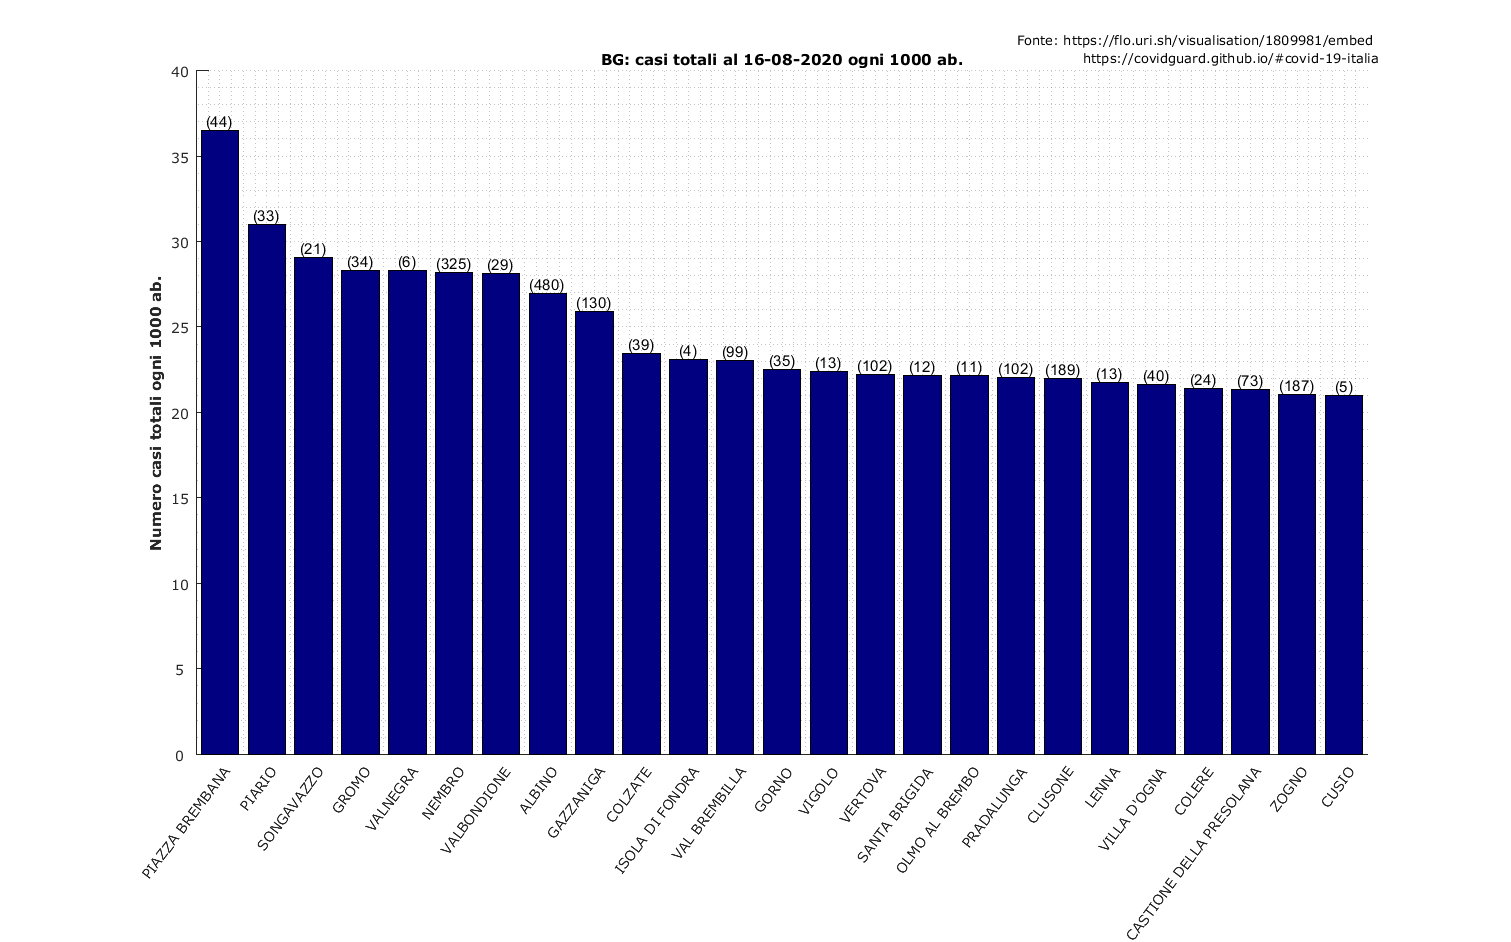 Fonte: https://flo.uri.sh/visualisation/1809981/embed
https://covidguard.github.io/#covid-19-italia
BG: casi totali al 16-08-2020 ogni 1000 ab.
Numero casi totali ogni 1000 ab.
40
35
30
25
20
15
10
5
0
(44)
(33)
(21)
(34)
(6)
(325)
(29)
(480)
(130)
(39)
(4)
(99)
(35)
(13)
(102)
(12)
(11)
(102)
(189)
(13)
(40)
(24)
(73)
(187)
(5)
PIAZZA BREMBANA
PIARIO
SONGAVAZZO
GROMO
VALNEGRA
NEMBRO
VALBONDIONE
ALBINO
GAZZANIGA
COLZATE
ISOLA DI FONDRA
VAL BREMBILLA
GORNO
VIGOLO
VERTOVA
SANTA BRIGIDA
OLMO AL BREMBO
PRADALUNGA
CLUSONE
LENNA
VILLA D'OGNA
COLERE
CASTIONE DELLA PRESOLANA
ZOGNO
CUSIO